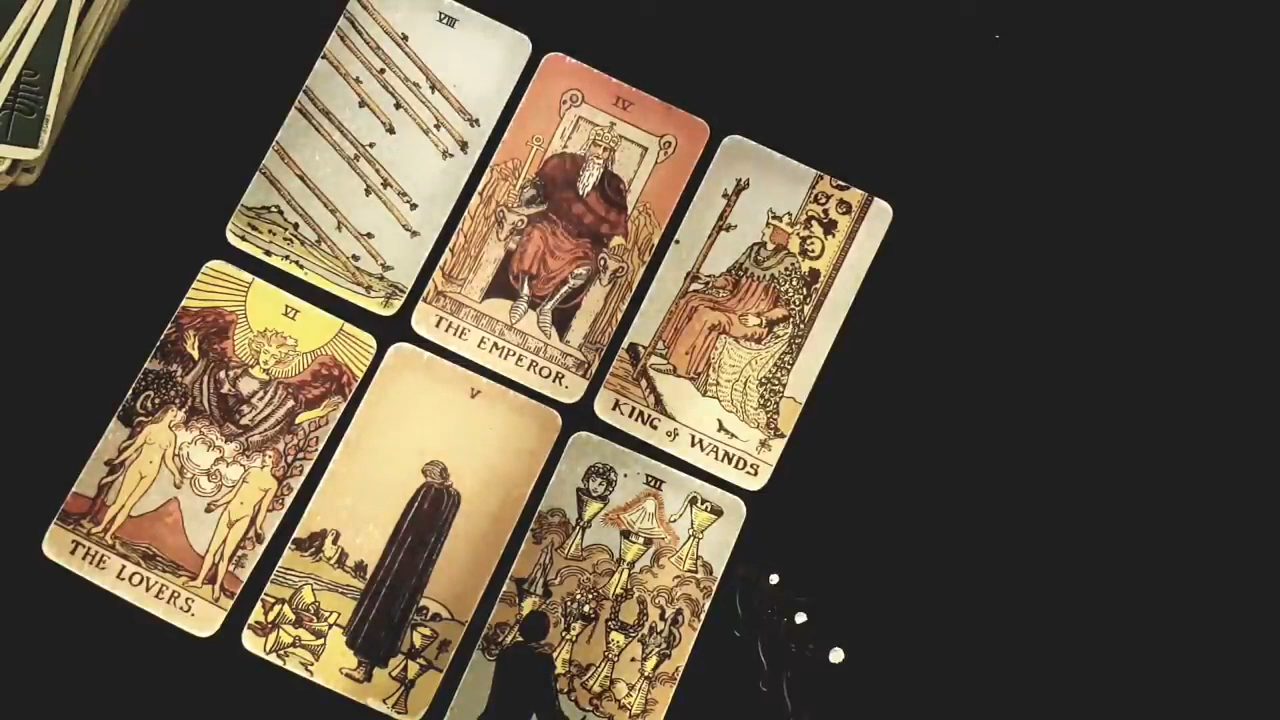 VIII
IV
THE EMPEROR.
KING of WANDS
VI
THE LOVERS.
V
VII